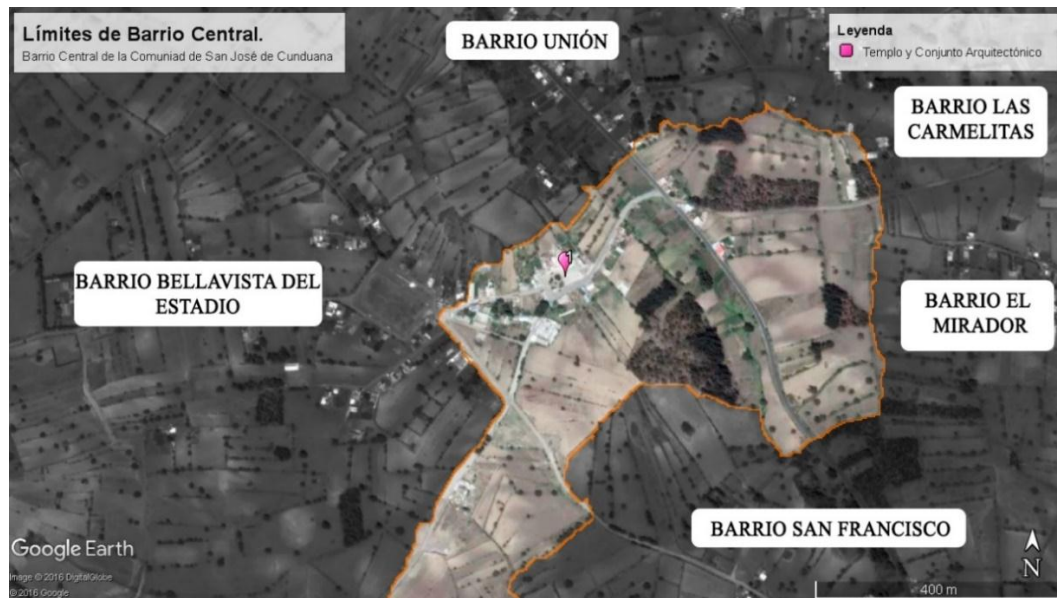 Límites de Barrio Central.
Barrio Central de la Comuniad de San José de Cunduana
BARRIO UNIÓN
Leyenda
Templo y Conjunto Arquitectónico
BARRIO LAS
CARMELITAS
1
BARRIO BELLAVISTA DEL
ESTADIO
BARRIO EL
MIRADOR
BARRIO SAN FRANCISCO
Google Earth
Image © 2016 DigitalGlobe
© 2016 Google
N
400 m